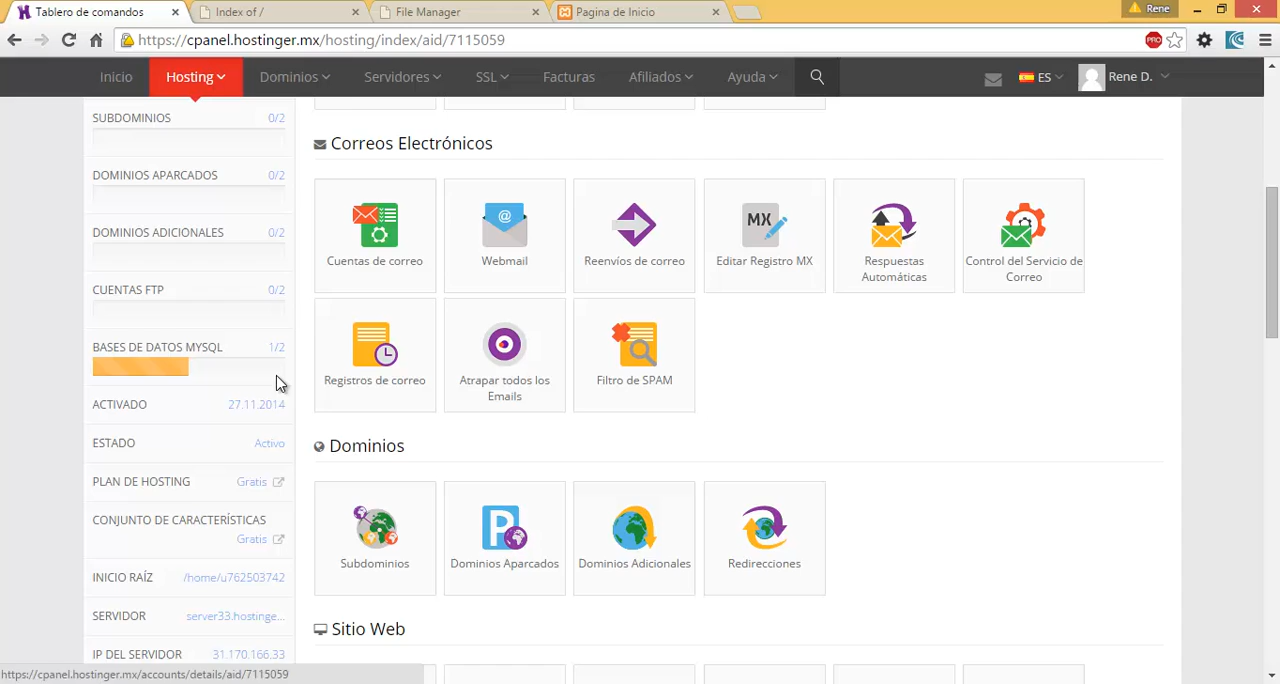 Tablero de comandos
Index of /
File Manager
Pagina de Inicio
Rene
https://cpanel.hostinger.mx/hosting/index/aid/7115059
PRO
Inicio
Hosting
Dominios
Servidores
SSL
Facturas
Afiliados
Ayuda
ES
Rene D.
SUBDOMINIOS 0/2
DOMINIOS APARCADOS 0/2
DOMINIOS ADICIONALES 0/2
CUENTAS FTP 0/2
BASES DE DATOS MYSQL 1/2
ACTIVADO 27.11.2014
ESTADO Activo
PLAN DE HOSTING Gratis
CONJUNTO DE CARACTERÍSTICAS
Gratis
INICIO RAÍZ /home/u762503742
SERVIDOR server33.hostinge...
IP DEL SERVIDOR 31.170.166.33
Correos Electrónicos
@
MX
Cuentas de correo
Webmail
Reenvíos de correo
Editar Registro MX
Respuestas
Automáticas
Control del Servicio de
Correo
Registros de correo
Atrapar todos los
Emails
Filtro de SPAM
Dominios
P
Subdominios
Dominios Aparcados
Dominios Adicionales
Redirecciones
Sitio Web
https://cpanel.hostinger.mx/accounts/details/aid/7115059